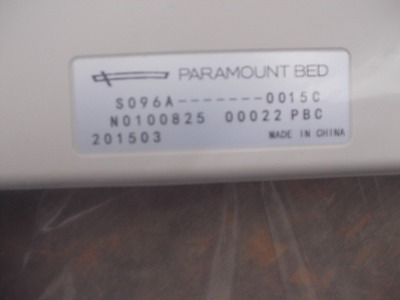 PARAMOUNT BED
S096A-------0015C
N0100825 00022 PBC
201503 MADE IN CHINA